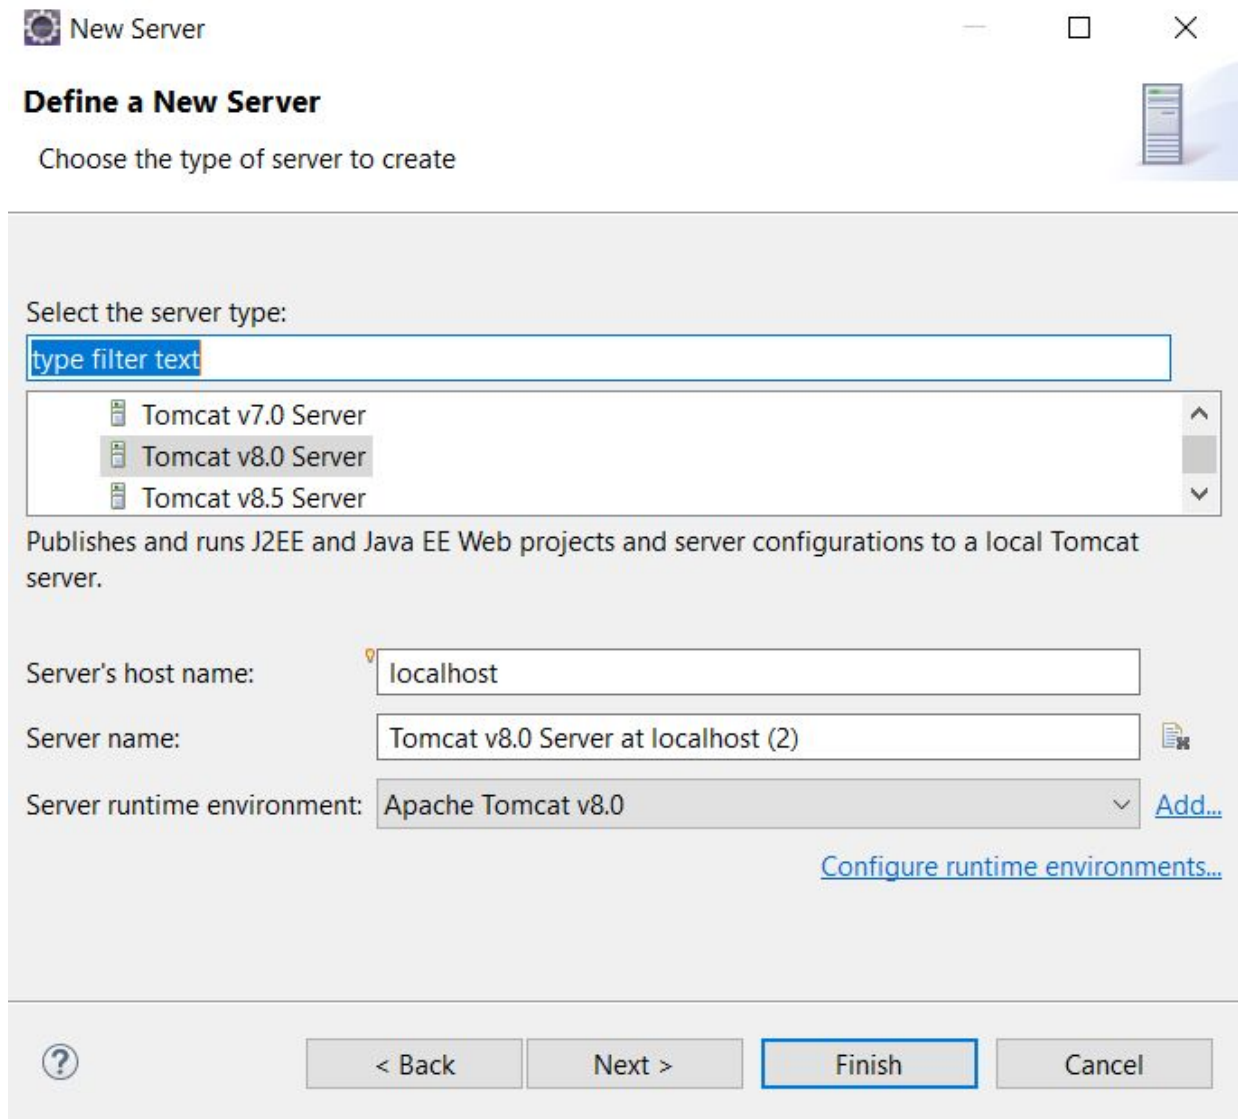 New Server
Define a New Server
Choose the type of server to create
Select the server type:
type filter text
Tomcat v7.0 Server
Tomcat v8.0 Server
Tomcat v8.5 Server
Publishes and runs J2EE and Java EE Web projects and server configurations to a local Tomcat
server.
Server's host name: localhost
Server name: Tomcat v8.0 Server at localhost (2)
Server runtime environment: Apache Tomcat v8.0 Add...
Configure runtime environments...
? < Back Next > Finish Cancel